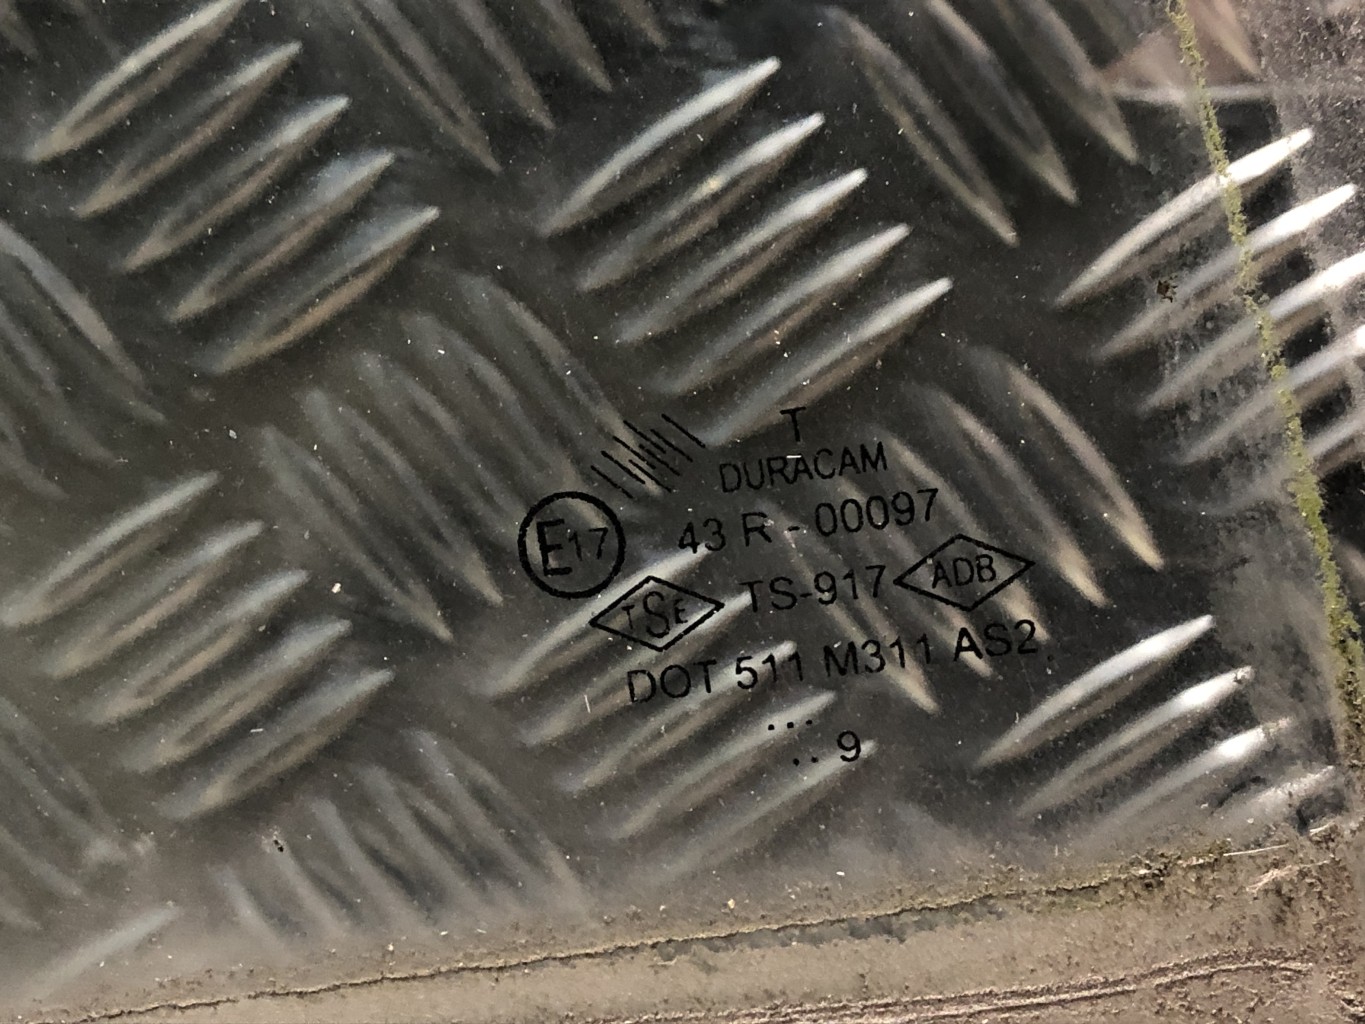 T
DURACAM
E17 43 R - 00097
TSE TS-917 ADB
DOT 511 M311 AS2
...
.. 9